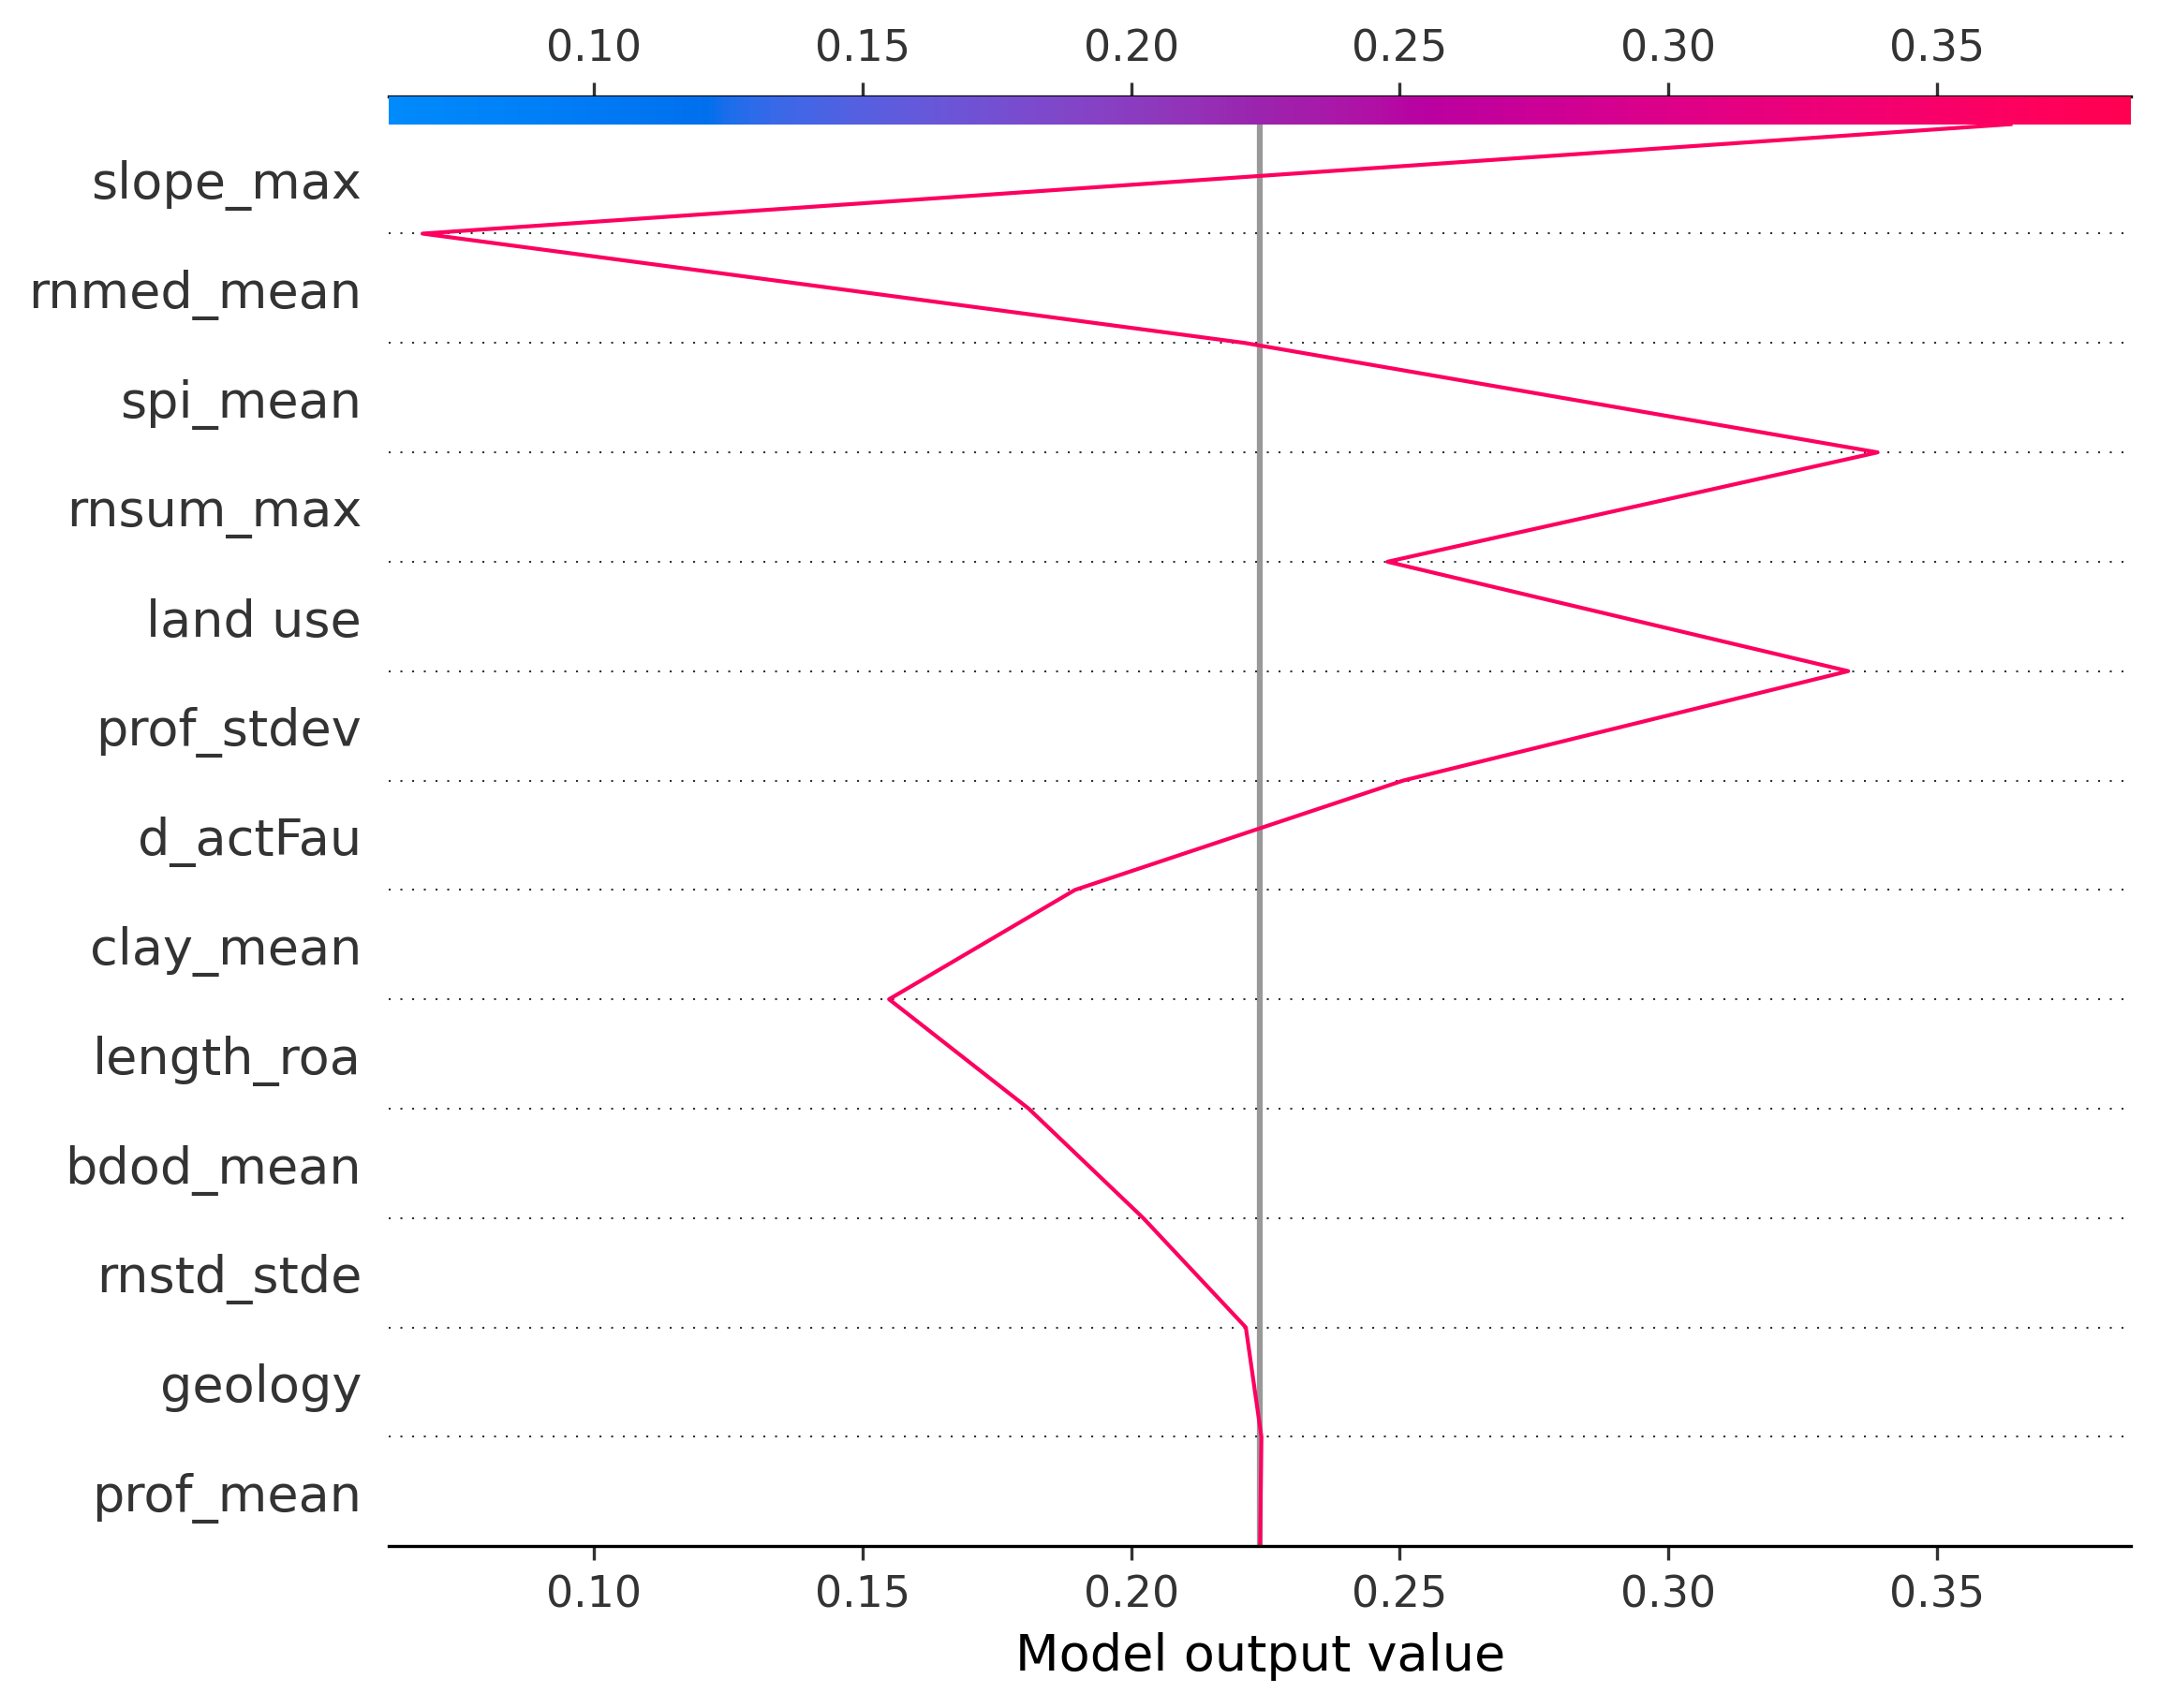 0.10 0.15 0.20 0.25 0.30 0.35
slope_max
rnmed_mean
spi_mean
rnsum_max
land use
prof_stdev
d_actFau
clay_mean
length_roa
bdod_mean
rnstd_stde
geology
prof_mean
0.10 0.15 0.20 0.25 0.30 0.35
Model output value